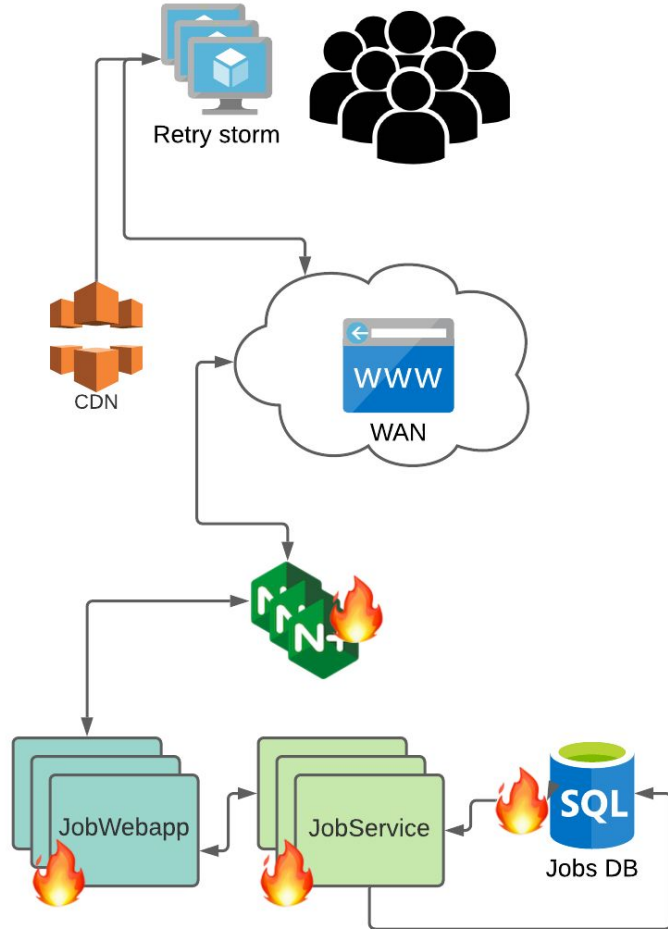 Retry storm
CDN
WWW
WAN
N
N
N+
JobWebapp
JobService
SQL
Jobs DB